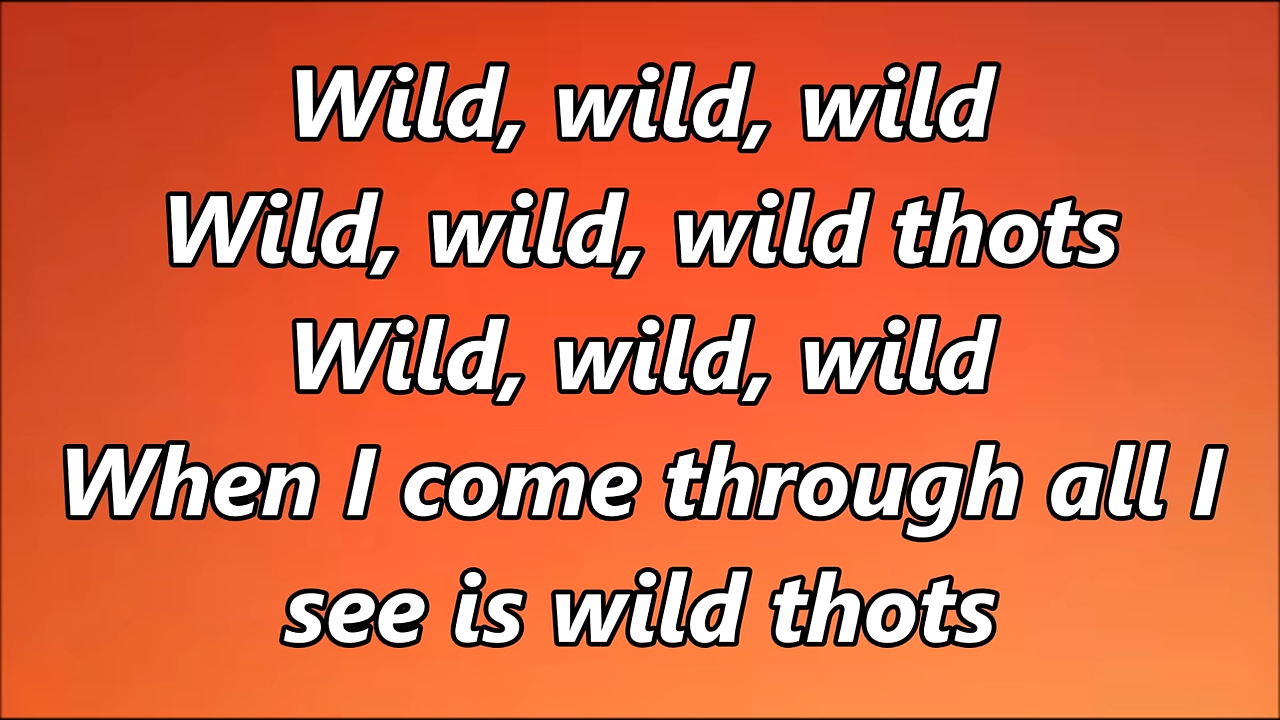 Wild, wild, wild
Wild, wild, wild thots
Wild, wild, wild
When I come through all I
see is wild thots